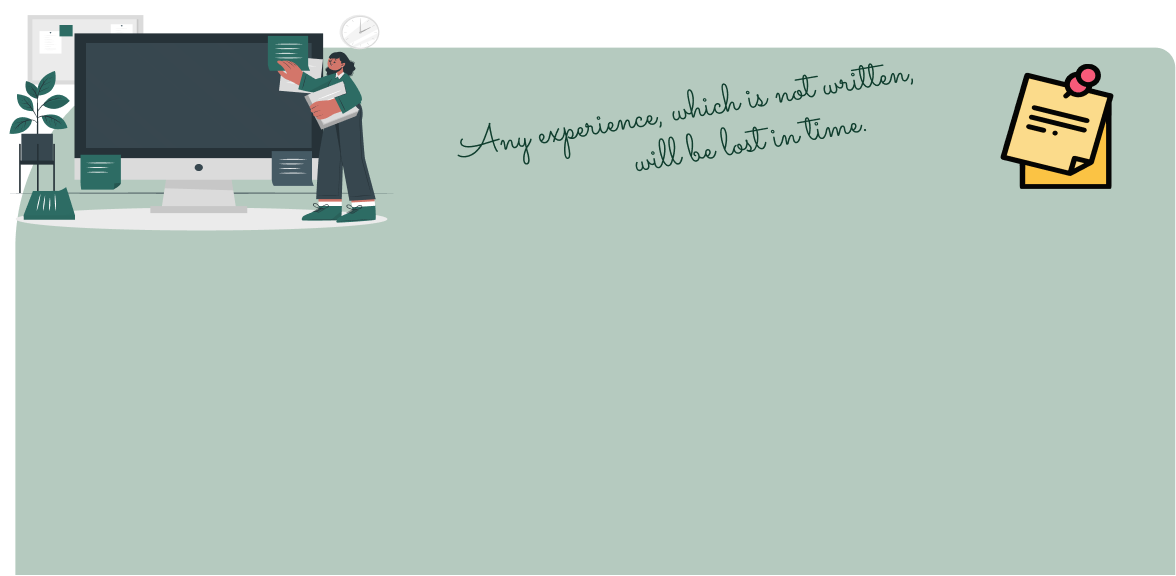 Any experience, which is not written,
will be lost in time.